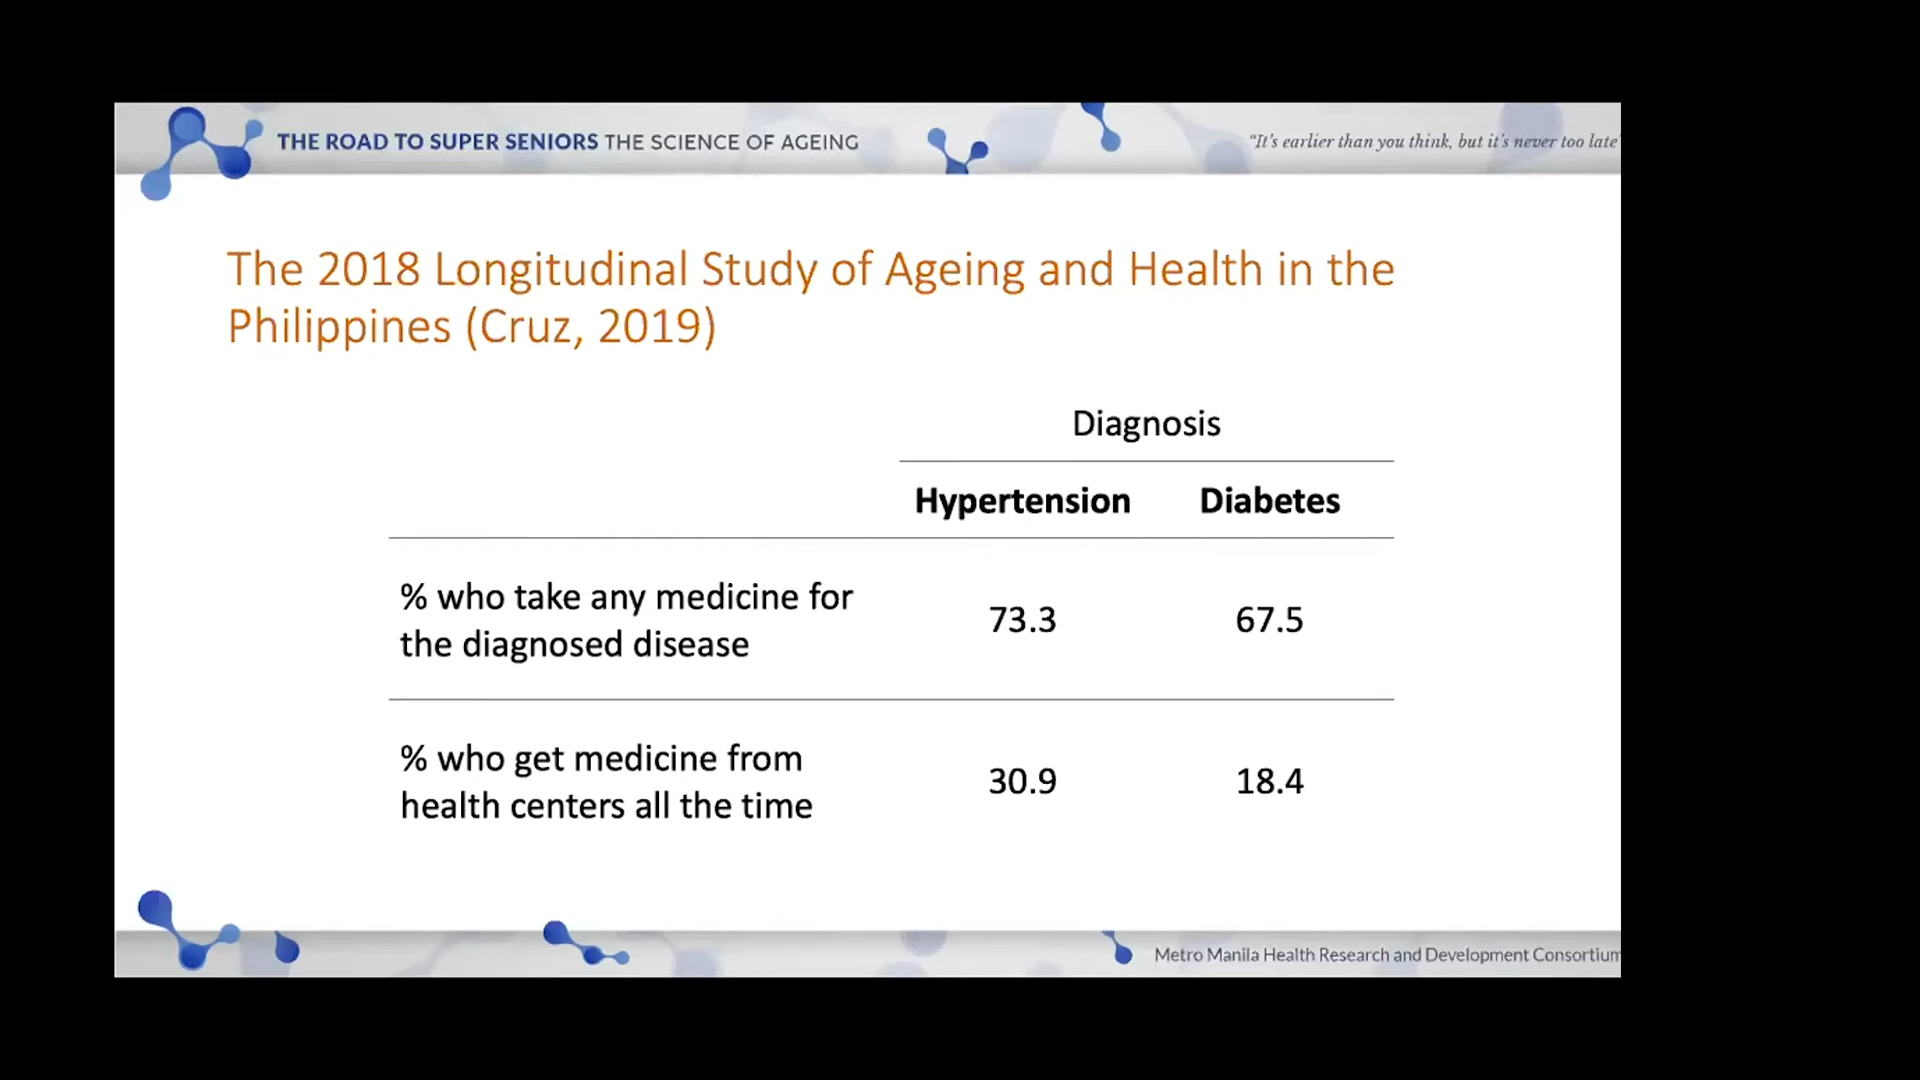 THE ROAD TO SUPER SENIORS THE SCIENCE OF AGEING
"It's earlier than you think, but it's never too late"
The 2018 Longitudinal Study of Ageing and Health in the
Philippines (Cruz, 2019)
Diagnosis
Hypertension Diabetes
% who take any medicine for
the diagnosed disease
73.3 67.5
% who get medicine from
health centers all the time
30.9 18.4
Metro Manila Health Research and Development Consortium